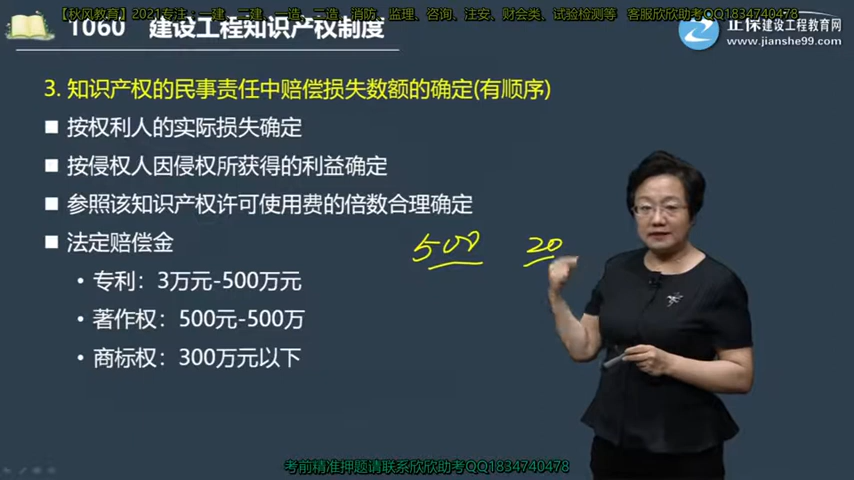 【秋风教育】2021专注：一建、二建、一造、二造、消防、监理、咨询、注安、财会类、试验检测等  客服欣欣助考QQ1834740478
1060 建设工程知识产权制度
正保建设工程教育网
www.jianshe99.com
3. 知识产权的民事责任中赔偿损失数额的确定(有顺序)
■ 按权利人的实际损失确定
■ 按侵权人因侵权所获得的利益确定
■ 参照该知识产权许可使用费的倍数合理确定
■ 法定赔偿金
500 20
• 专利：3万元-500万元
• 著作权：500元-500万
• 商标权：300万元以下
考前精准押题请联系欣欣助考QQ1834740478